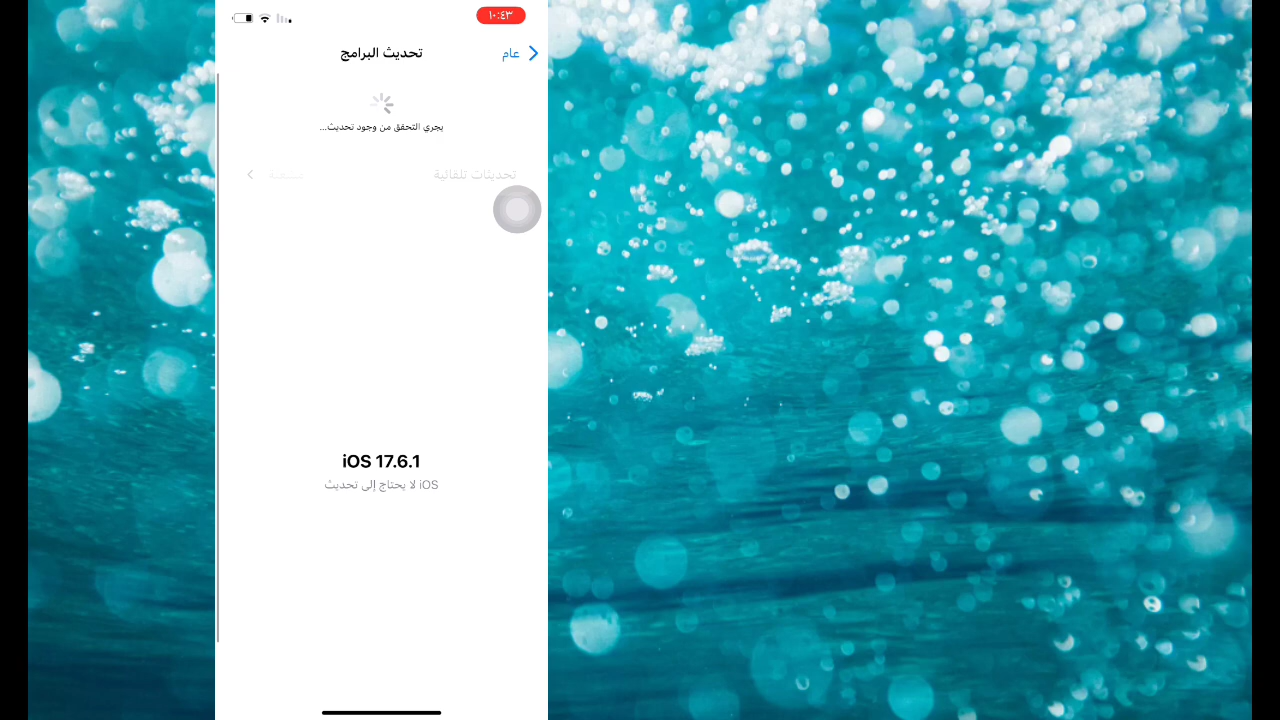 ١٠:٤٣
عام
تحديث البرامج
يجري التحقق من وجود تحديث...
تحديثات تلقائية
iOS 17.6.1
iOS لا يحتاج إلى تحديث